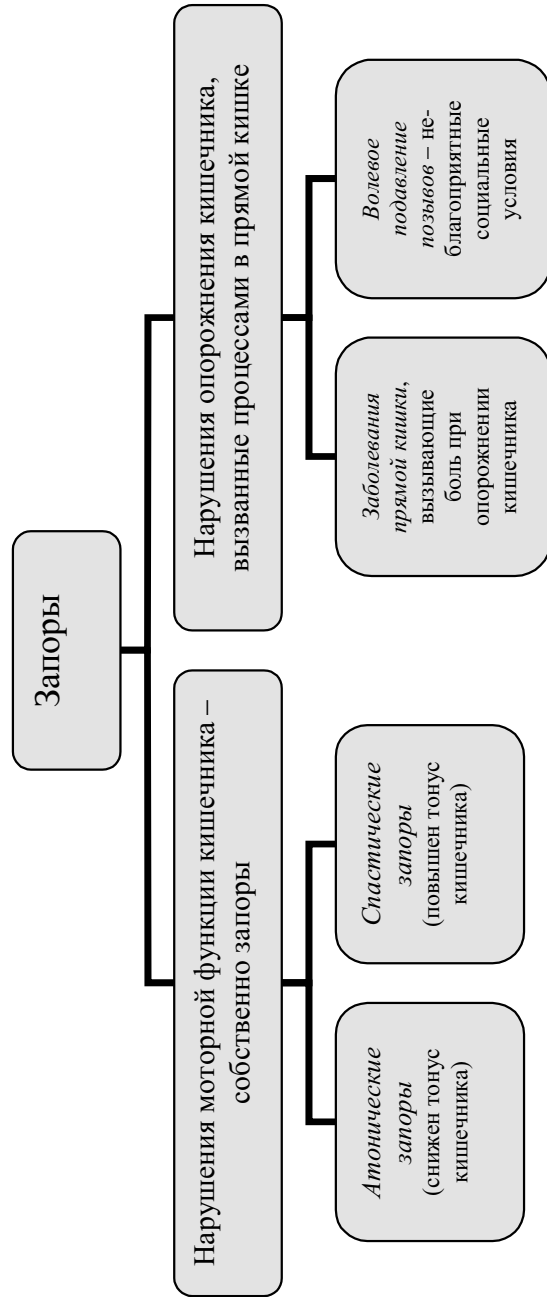 Запоры
Нарушения моторной функции кишечника –
собственно запоры
Нарушения опорожнения кишечника,
вызванные процессами в прямой кишке
Атонические
запоры
(снижен тонус
кишечника)
Спастические
запоры
(повышен тонус
кишечника)
Заболевания
прямой кишки,
вызывающие
боль при
опорожнении
кишечника
Волевое
подавление
позывов – не-
благоприятные
социальные
условия